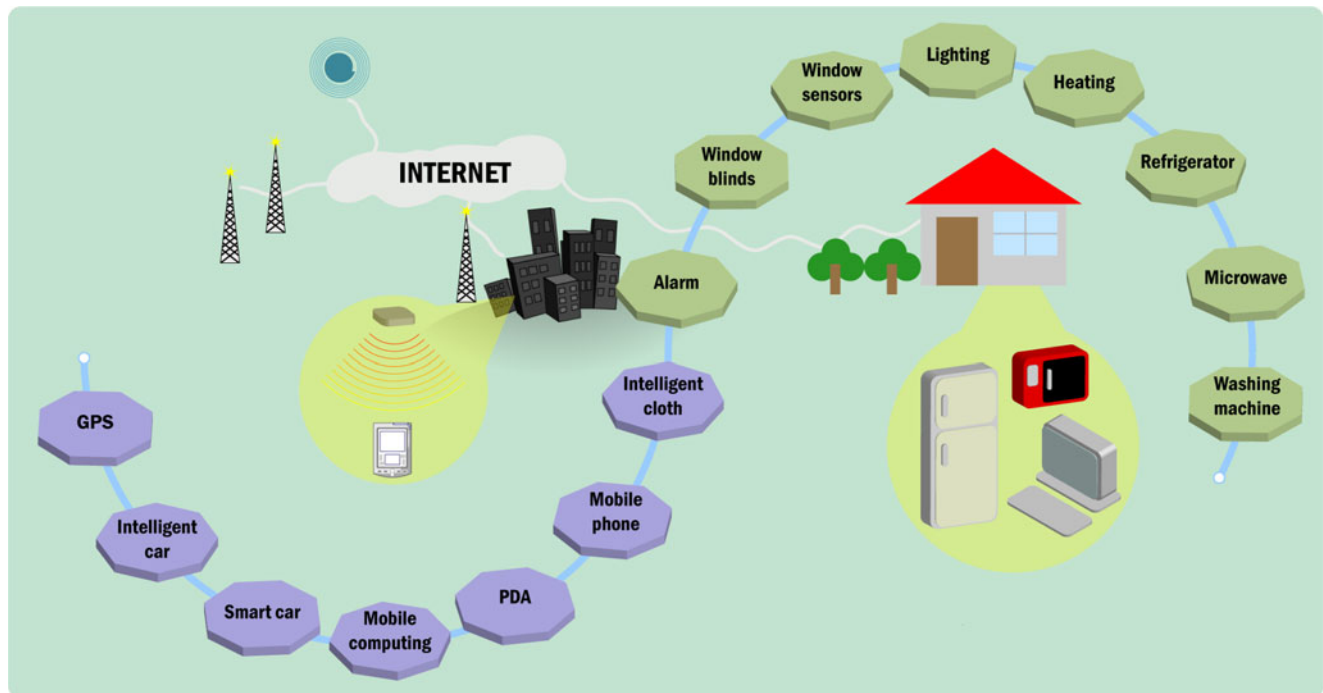 INTERNET
GPS
Intelligent
car
Smart car
Mobile
computing
PDA
Mobile
phone
Intelligent
cloth
Alarm
Window
blinds
Window
sensors
Lighting
Heating
Refrigerator
Microwave
Washing
machine